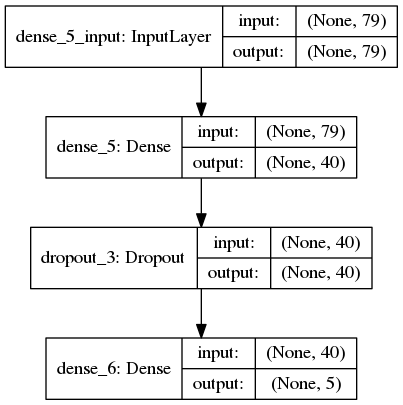 dense_5_input: InputLayer
input: (None, 79)
output: (None, 79)
dense_5: Dense
input: (None, 79)
output: (None, 40)
dropout_3: Dropout
input: (None, 40)
output: (None, 40)
dense_6: Dense
input: (None, 40)
output: (None, 5)